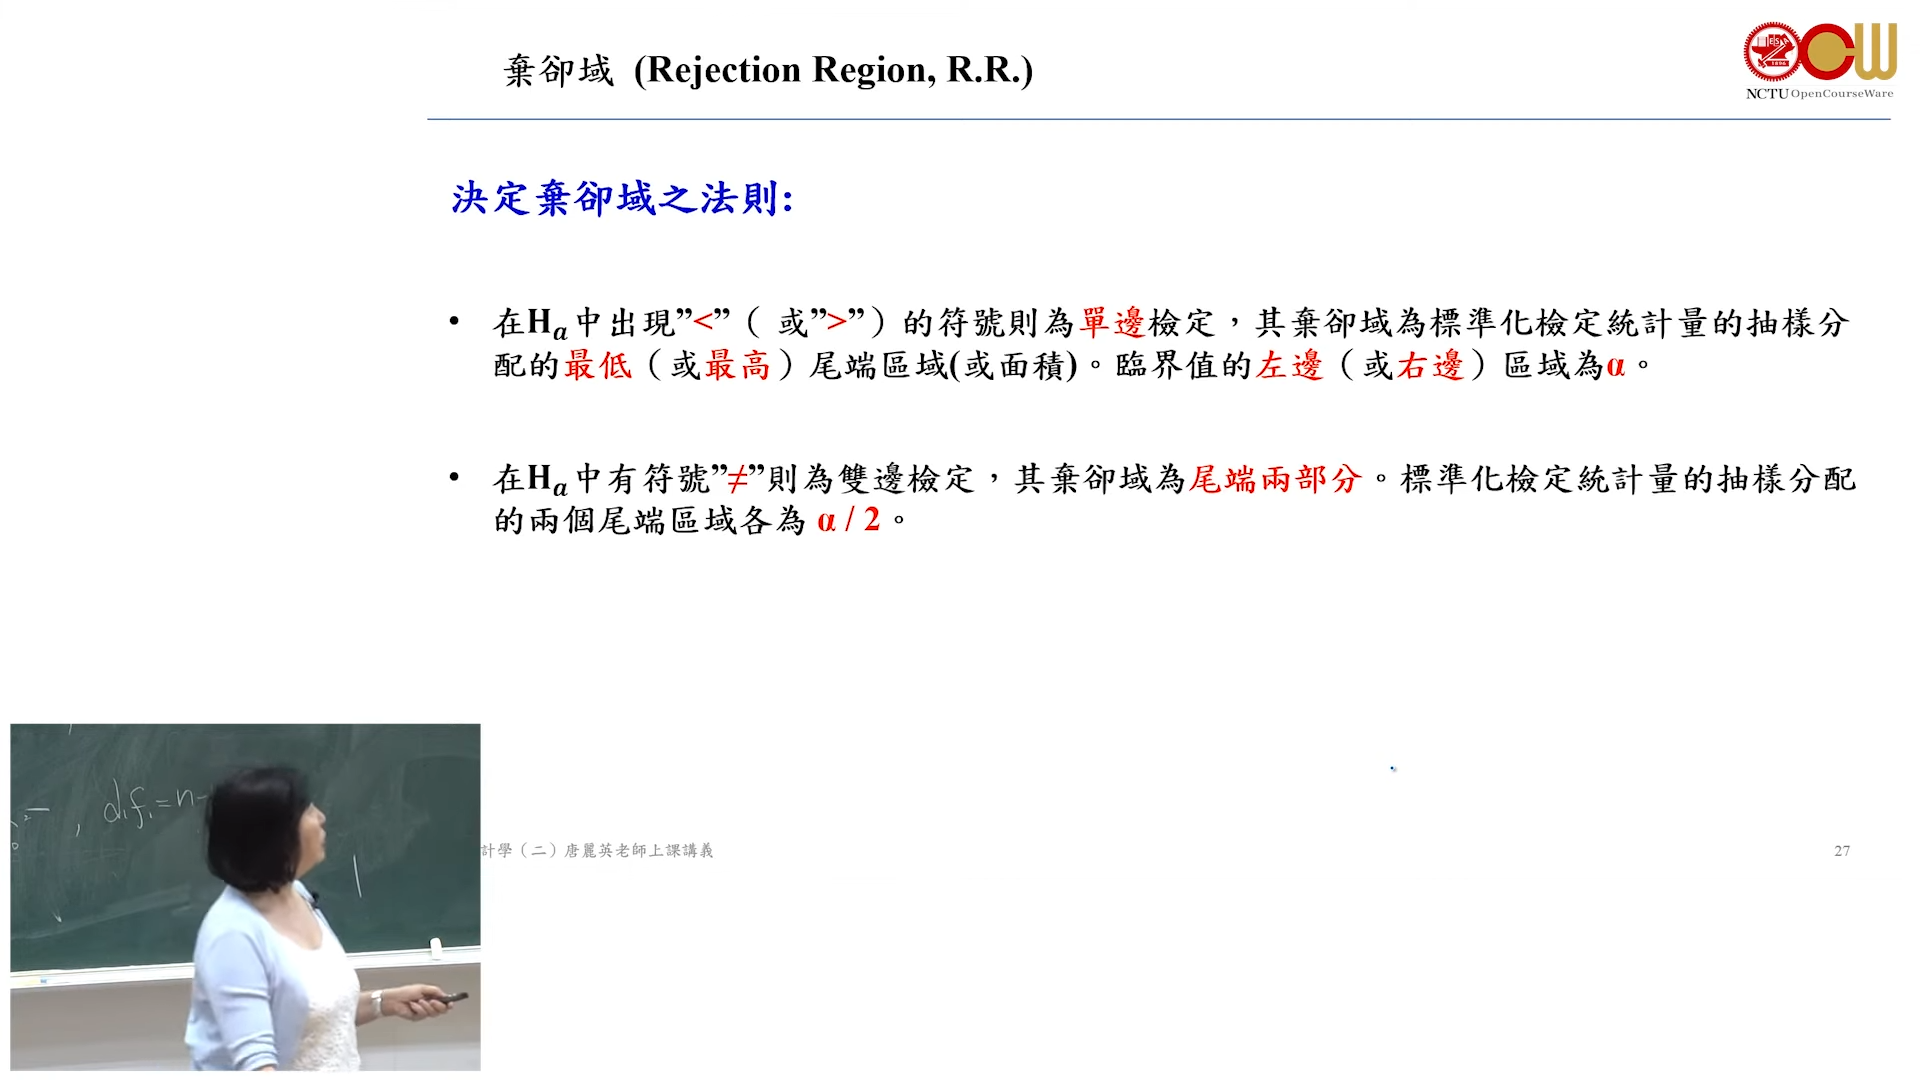 棄卻域 (Rejection Region, R.R.)
NCTU OpenCourseWare
決定棄卻域之法則:
• 在Hₐ中出現”<”（ 或”>”）的符號則為單邊檢定，其棄卻域為標準化檢定統計量的抽樣分
配的最低（或最高）尾端區域(或面積)。臨界值的左邊（或右邊）區域為α。
• 在Hₐ中有符號”≠”則為雙邊檢定，其棄卻域為尾端兩部分。標準化檢定統計量的抽樣分配
的兩個尾端區域各為 α / 2。
, d.f. = n-
計學（二）唐麗英老師上課講義
27